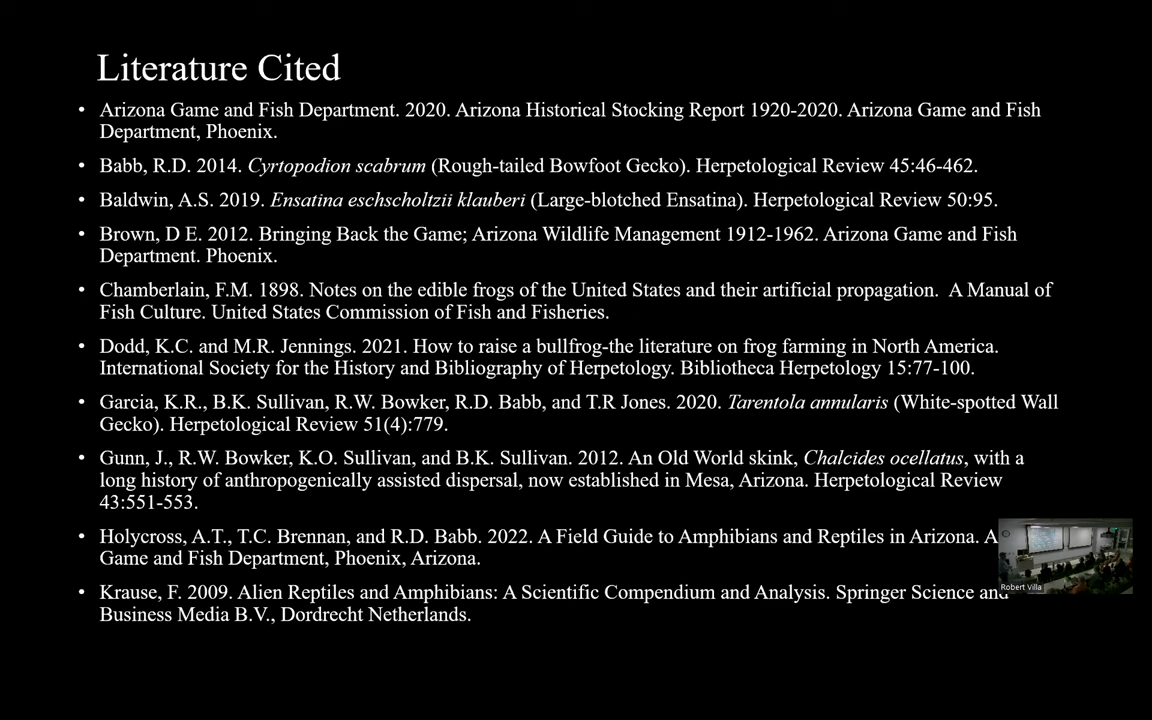 Literature Cited
• Arizona Game and Fish Department. 2020. Arizona Historical Stocking Report 1920-2020. Arizona Game and Fish
Department, Phoenix.
• Babb, R.D. 2014. Cyrtopodion scabrum (Rough-tailed Bowfoot Gecko). Herpetological Review 45:46-462.
• Baldwin, A.S. 2019. Ensatina eschscholtzii klauberi (Large-blotched Ensatina). Herpetological Review 50:95.
• Brown, D E. 2012. Bringing Back the Game; Arizona Wildlife Management 1912-1962. Arizona Game and Fish
Department. Phoenix.
• Chamberlain, F.M. 1898. Notes on the edible frogs of the United States and their artificial propagation.  A Manual of
Fish Culture. United States Commission of Fish and Fisheries.
• Dodd, K.C. and M.R. Jennings. 2021. How to raise a bullfrog-the literature on frog farming in North America.
International Society for the History and Bibliography of Herpetology. Bibliotheca Herpetology 15:77-100.
• Garcia, K.R., B.K. Sullivan, R.W. Bowker, R.D. Babb, and T.R Jones. 2020. Tarentola annularis (White-spotted Wall
Gecko). Herpetological Review 51(4):779.
• Gunn, J., R.W. Bowker, K.O. Sullivan, and B.K. Sullivan. 2012. An Old World skink, Chalcides ocellatus, with a
long history of anthropogenically assisted dispersal, now established in Mesa, Arizona. Herpetological Review
43:551-553.
• Holycross, A.T., T.C. Brennan, and R.D. Babb. 2022. A Field Guide to Amphibians and Reptiles in Arizona. A
Game and Fish Department, Phoenix, Arizona.
• Krause, F. 2009. Alien Reptiles and Amphibians: A Scientific Compendium and Analysis. Springer Science and
Business Media B.V., Dordrecht Netherlands.
Robert Villa